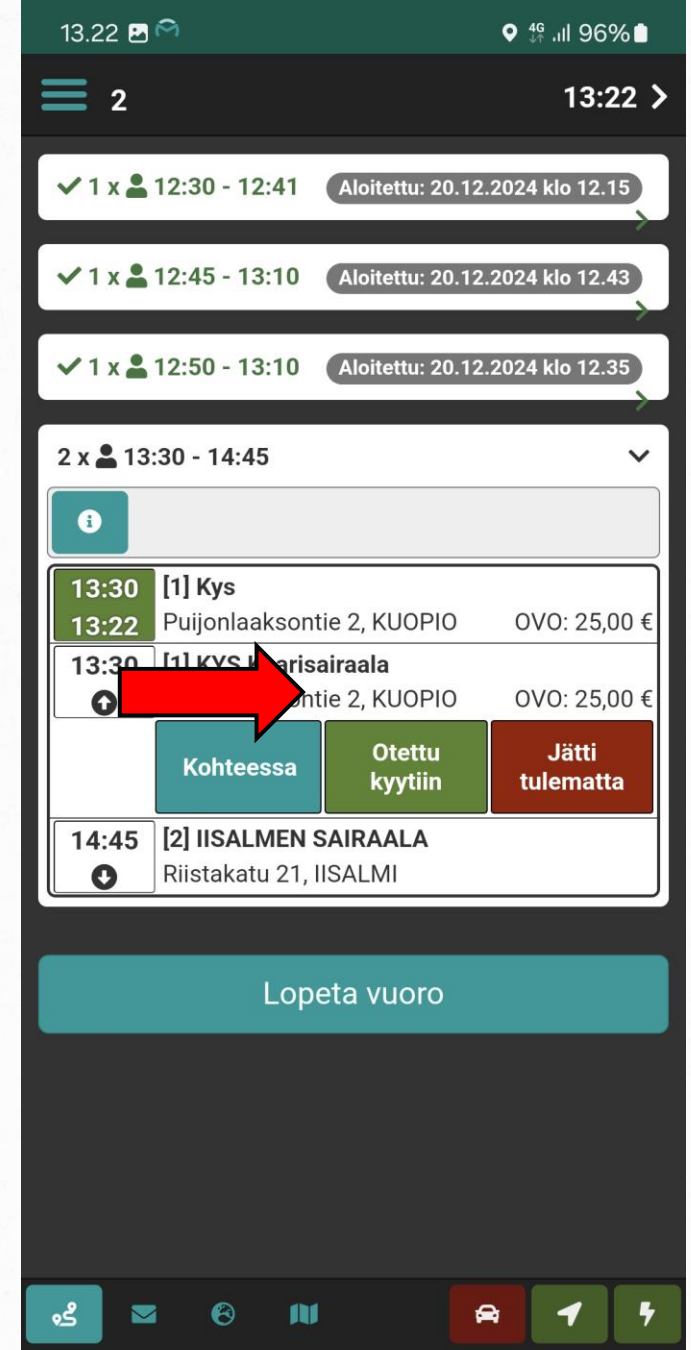 13.22 4G 96%
2 13:22
1 x 12:30 - 12:41 Aloitettu: 20.12.2024 klo 12.15
1 x 12:45 - 13:10 Aloitettu: 20.12.2024 klo 12.43
1 x 12:50 - 13:10 Aloitettu: 20.12.2024 klo 12.35
2 x 13:30 - 14:45
13:30 [1] Kys
13:22 Puijonlaaksontie 2, KUOPIO OVO: 25,00 €
13:30 [1] KYS
2, KUOPIO OVO: 25,00 €
Kohteessa
Otettu
kyytiin
Jätti
tulematta
14:45 [2] IISALMEN SAIRAALA
Riistakatu 21, IISALMI
Lopeta vuoro